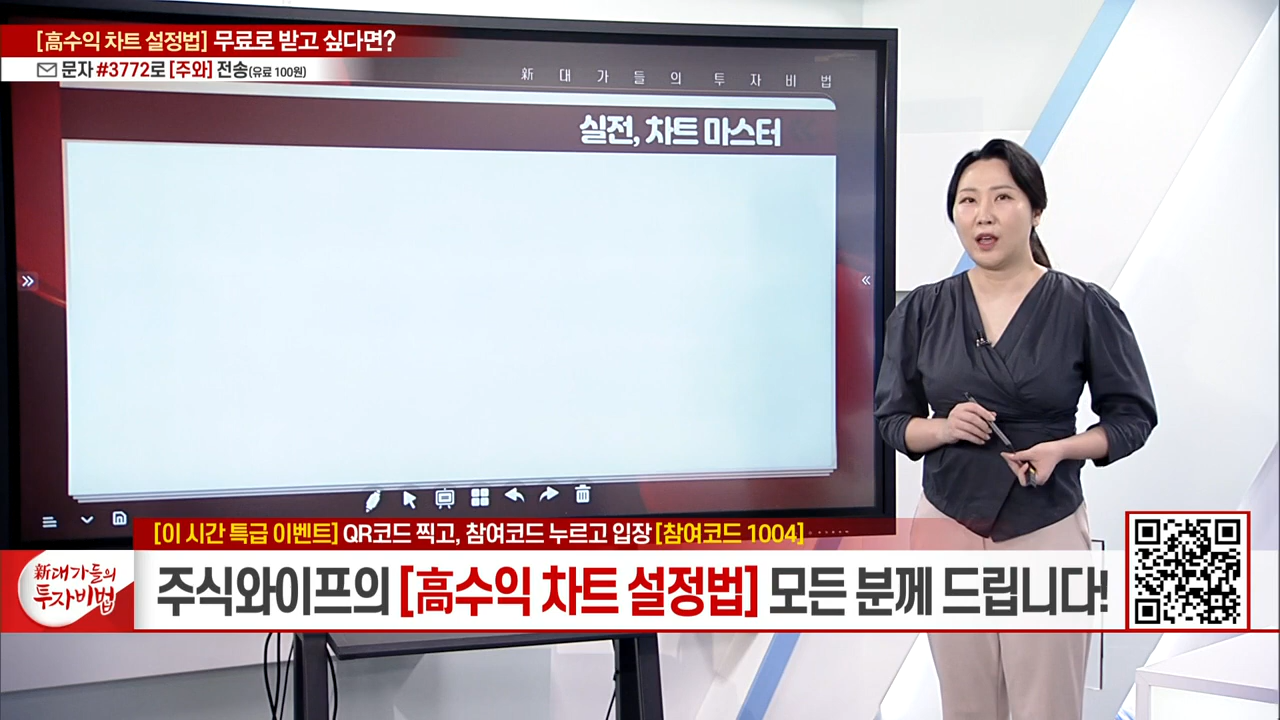 [高수익 차트 설정법] 무료로 받고 싶다면?
문자 #3772로 [주와] 전송(유료 100원)
新 대 가 들 의 투 자 비 법
실전, 차트 마스터
[이 시간 특급 이벤트] QR코드 찍고, 참여코드 누르고 입장 [참여코드 1004]
新대가들의
투자비법
주식와이프의 [高수익 차트 설정법] 모든 분께 드립니다!